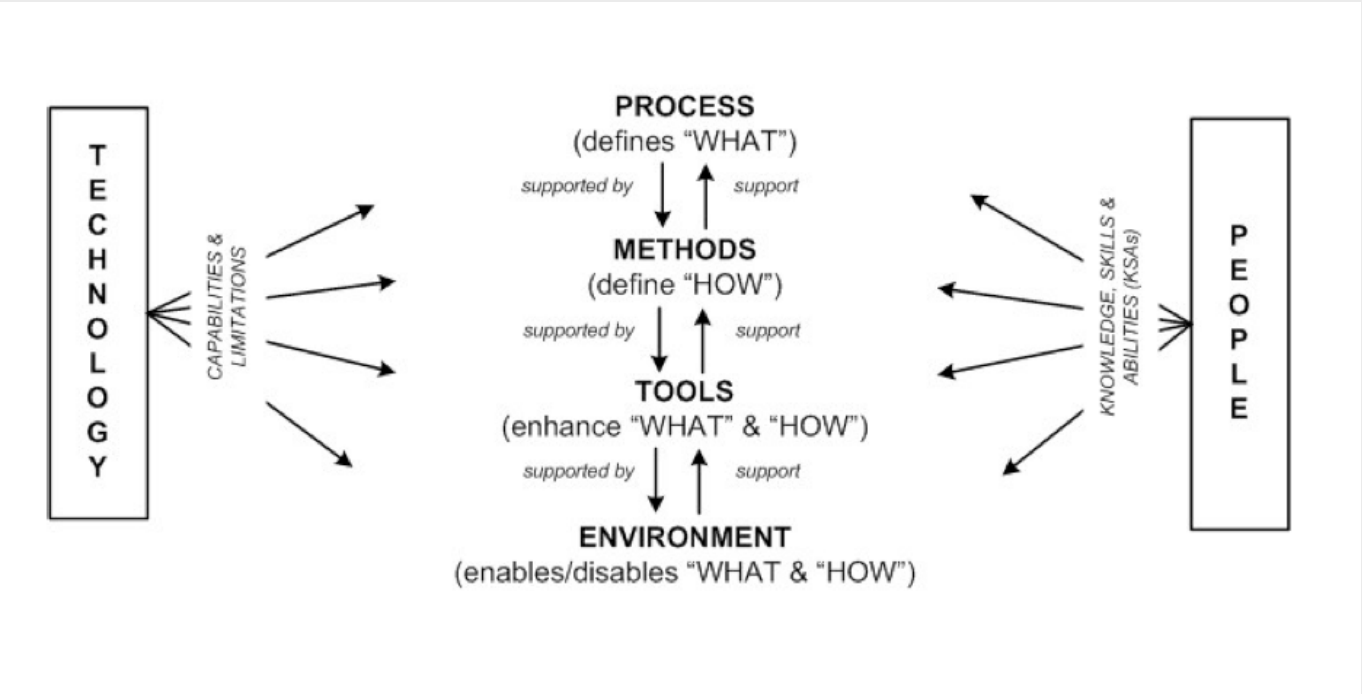 TECHNOLOGY
CAPABILITIES &
LIMITATIONS
PROCESS
(defines “WHAT”)
supported by
support
METHODS
(define “HOW”)
supported by
support
TOOLS
(enhance “WHAT” & “HOW”)
supported by
support
ENVIRONMENT
(enables/disables “WHAT & “HOW”)
KNOWLEDGE, SKILLS &
ABILITIES (KSAs)
PEOPLE